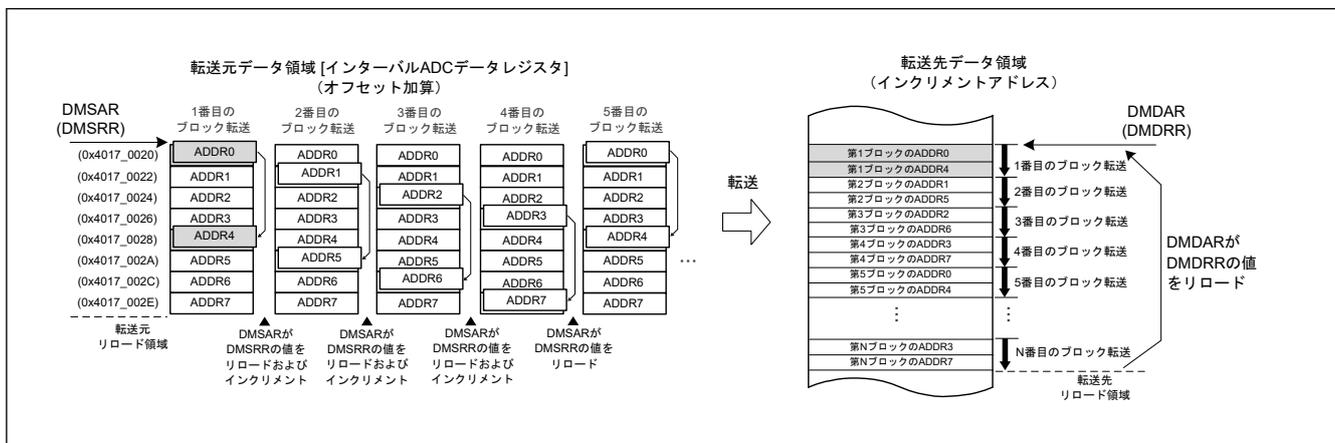 転送元データ領域 [インターバルADCデータレジスタ]
(オフセット加算)
DMSAR
(DMSRR)
1番目の
ブロック転送
2番目の
ブロック転送
3番目の
ブロック転送
4番目の
ブロック転送
5番目の
ブロック転送
(0x4017_0020)
(0x4017_0022)
(0x4017_0024)
(0x4017_0026)
(0x4017_0028)
(0x4017_002A)
(0x4017_002C)
(0x4017_002E)
転送元
リロード領域
ADDR0
ADDR1
ADDR2
ADDR3
ADDR4
ADDR5
ADDR6
ADDR7
ADDR0
ADDR1
ADDR2
ADDR3
ADDR4
ADDR5
ADDR6
ADDR7
ADDR0
ADDR1
ADDR2
ADDR3
ADDR4
ADDR5
ADDR6
ADDR7
ADDR0
ADDR1
ADDR2
ADDR3
ADDR4
ADDR5
ADDR6
ADDR7
ADDR0
ADDR1
ADDR2
ADDR3
ADDR4
ADDR5
ADDR6
ADDR7
…
DMSARが
DMSRRの値を
リロードおよび
インクリメント
DMSARが
DMSRRの値を
リロードおよび
インクリメント
DMSARが
DMSRRの値を
リロードおよび
インクリメント
DMSARが
DMSRRの値を
リロード
転送
転送先データ領域
(インクリメントアドレス)
DMDAR
(DMDRR)
第1ブロックのADDR0
第1ブロックのADDR4
第2ブロックのADDR1
第2ブロックのADDR5
第3ブロックのADDR2
第3ブロックのADDR6
第4ブロックのADDR3
第4ブロックのADDR7
第5ブロックのADDR0
第5ブロックのADDR4
⋮
第NブロックのADDR3
第NブロックのADDR7
1番目のブロック転送
2番目のブロック転送
3番目のブロック転送
4番目のブロック転送
5番目のブロック転送
⋮
N番目のブロック転送
転送先
リロード領域
DMDARが
DMDRRの値
をリロード